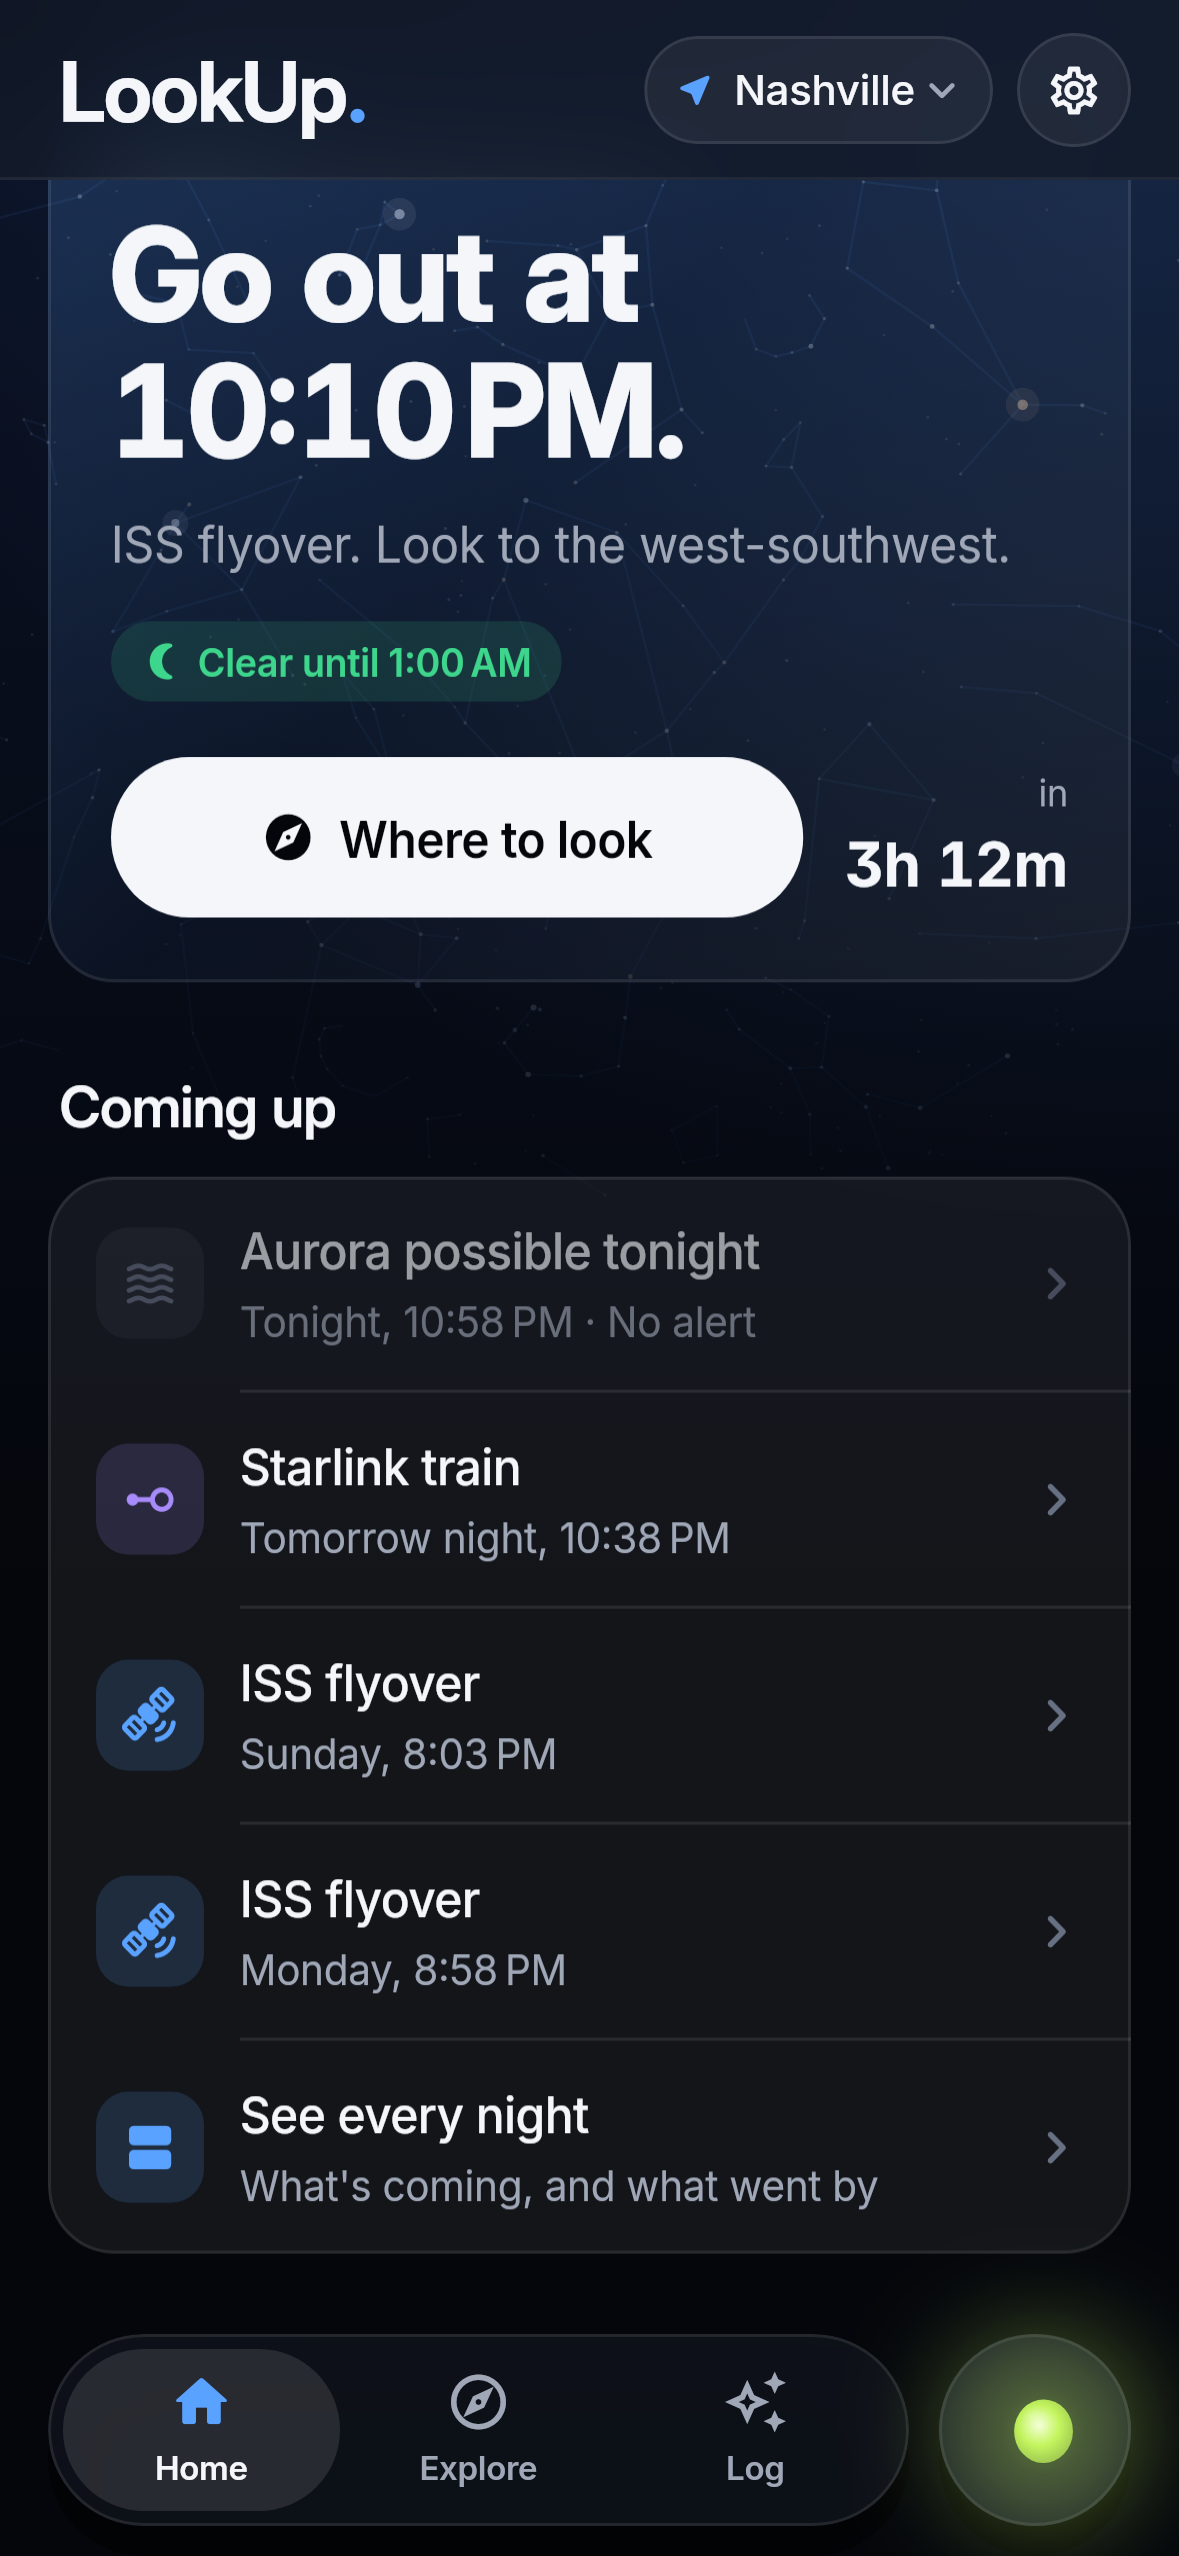 LookUp.
Nashville
Go out at
10:10 PM.
ISS flyover. Look to the west-southwest.
Clear until 1:00 AM
Where to look
in
3h 12m
Coming up
Aurora possible tonight
Tonight, 10:58 PM · No alert
Starlink train
Tomorrow night, 10:38 PM
ISS flyover
Sunday, 8:03 PM
ISS flyover
Monday, 8:58 PM
See every night
What's coming, and what went by
Home
Explore
Log